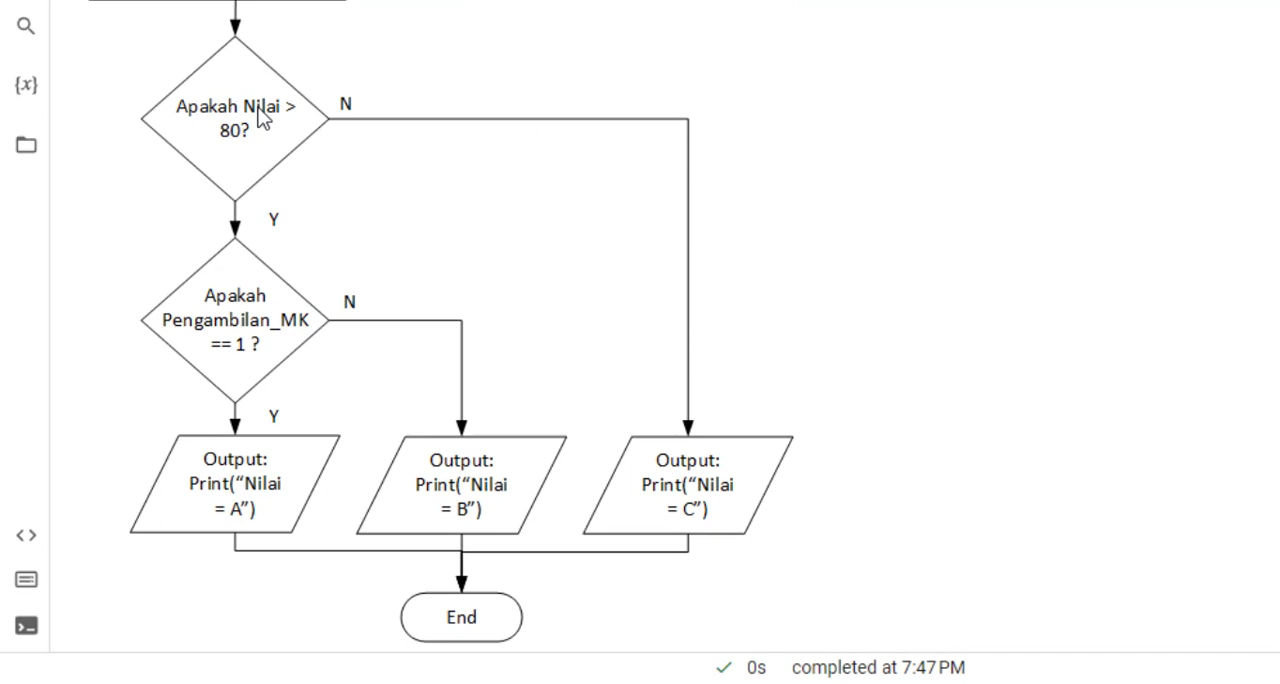 {x}
Apakah Nilai >
80?
N
Y
Apakah
Pengambilan_MK
== 1 ?
N
Y
Output:
Print(“Nilai
= A”)
Output:
Print(“Nilai
= B”)
Output:
Print(“Nilai
= C”)
End
0s completed at 7:47 PM